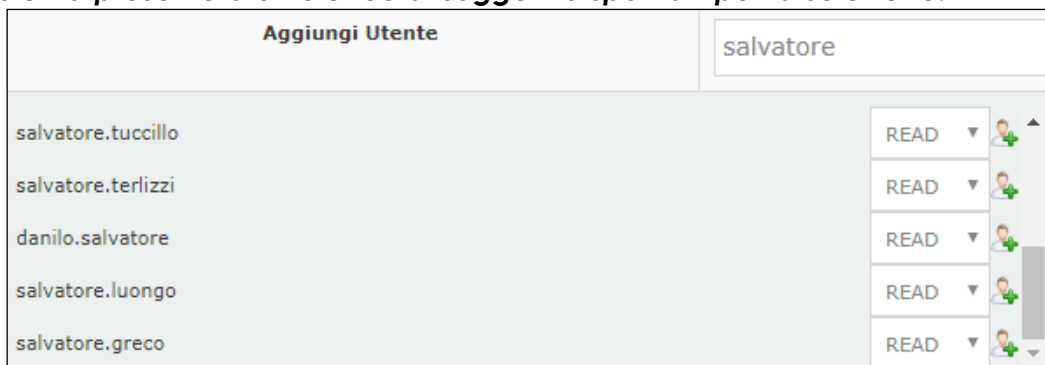 Aggiungi Utente salvatore
salvatore.tuccillo READ
salvatore.terlizzi READ
danilo.salvatore READ
salvatore.luongo READ
salvatore.greco READ